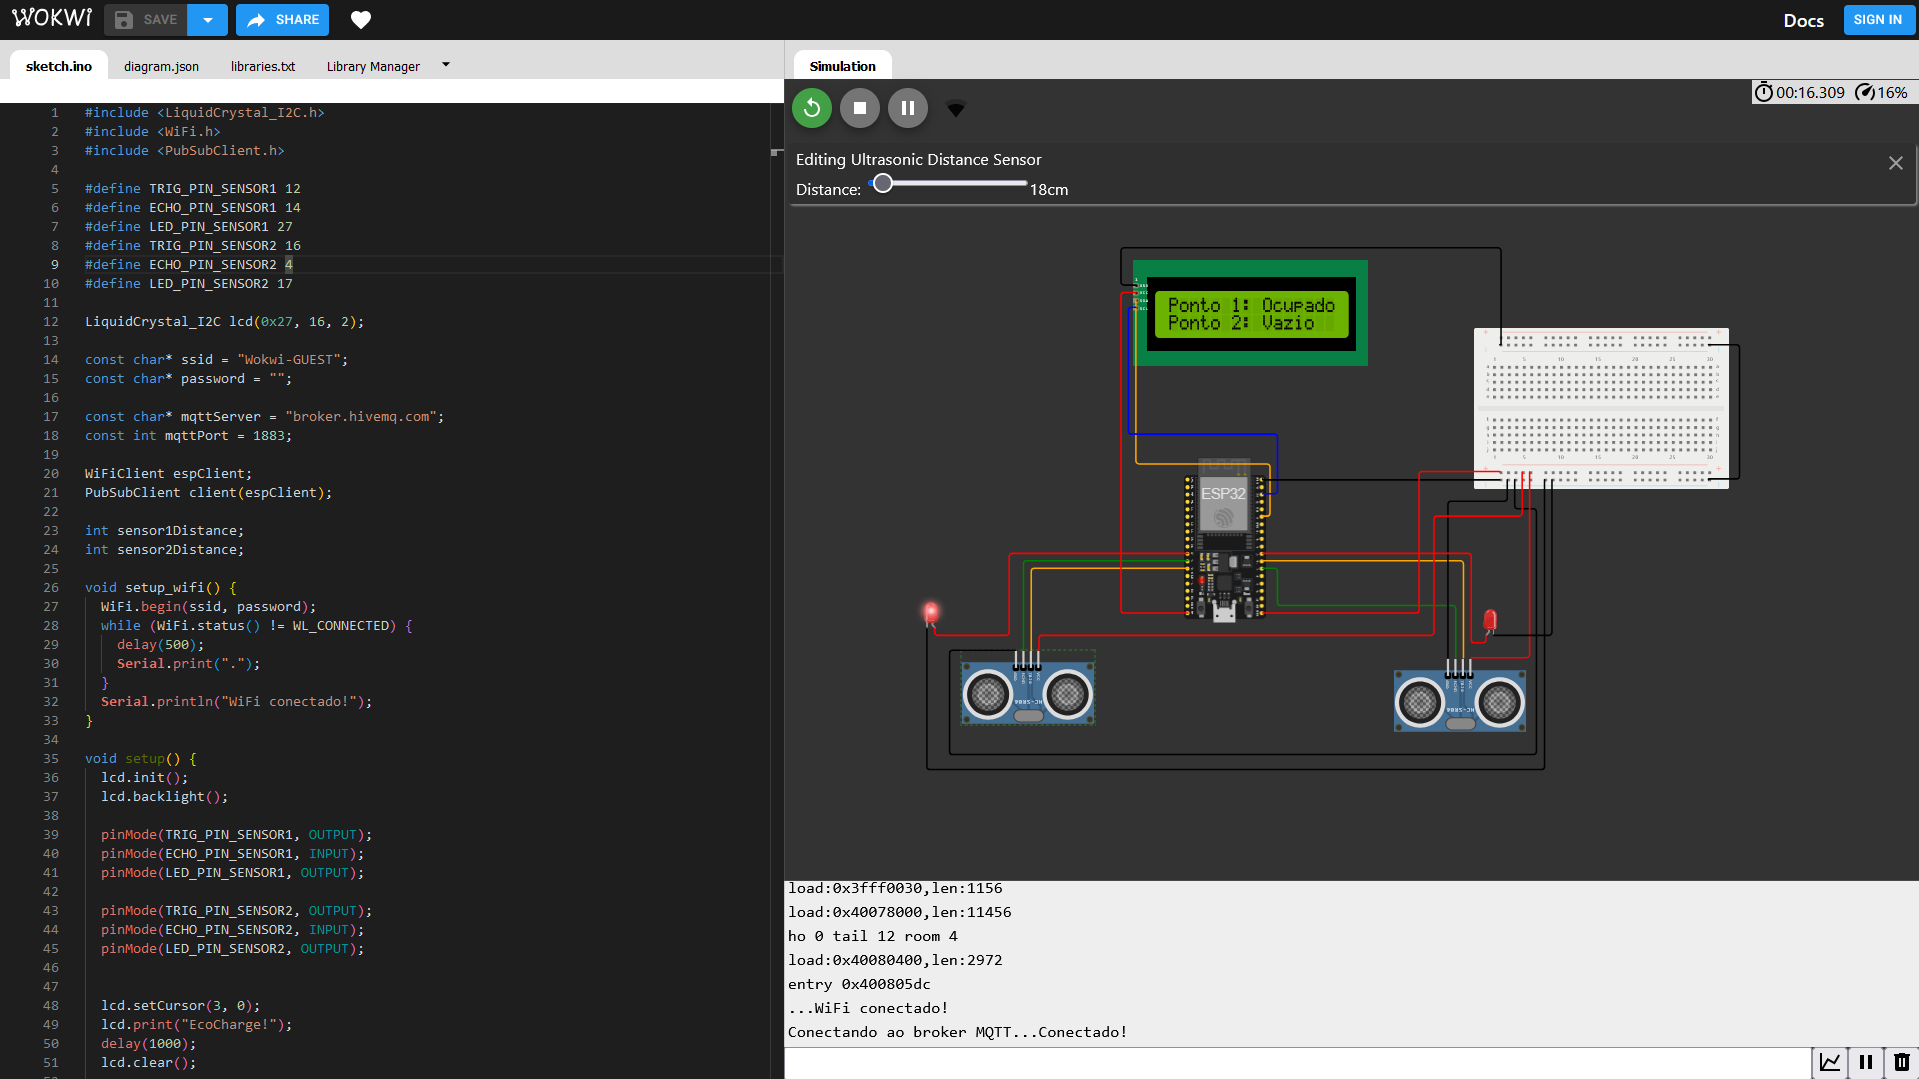 WOKWI
SAVE
SHARE
Docs
SIGN IN
sketch.ino
diagram.json
libraries.txt
Library Manager
1 #include <LiquidCrystal_I2C.h>
2 #include <WiFi.h>
3 #include <PubSubClient.h>
4
5 #define TRIG_PIN_SENSOR1 12
6 #define ECHO_PIN_SENSOR1 14
7 #define LED_PIN_SENSOR1 27
8 #define TRIG_PIN_SENSOR2 16
9 #define ECHO_PIN_SENSOR2 4
10 #define LED_PIN_SENSOR2 17
11
12 LiquidCrystal_I2C lcd(0x27, 16, 2);
13
14 const char* ssid = "Wokwi-GUEST";
15 const char* password = "";
16
17 const char* mqttServer = "broker.hivemq.com";
18 const int mqttPort = 1883;
19
20 WiFiClient espClient;
21 PubSubClient client(espClient);
22
23 int sensor1Distance;
24 int sensor2Distance;
25
26 void setup_wifi() {
27 WiFi.begin(ssid, password);
28 while (WiFi.status() != WL_CONNECTED) {
29 delay(500);
30 Serial.print(".");
31 }
32 Serial.println("WiFi conectado!");
33 }
34
35 void setup() {
36 lcd.init();
37 lcd.backlight();
38
39 pinMode(TRIG_PIN_SENSOR1, OUTPUT);
40 pinMode(ECHO_PIN_SENSOR1, INPUT);
41 pinMode(LED_PIN_SENSOR1, OUTPUT);
42
43 pinMode(TRIG_PIN_SENSOR2, OUTPUT);
44 pinMode(ECHO_PIN_SENSOR2, INPUT);
45 pinMode(LED_PIN_SENSOR2, OUTPUT);
46
47
48 lcd.setCursor(3, 0);
49 lcd.print("EcoCharge!");
50 delay(1000);
51 lcd.clear();
Simulation
00:16.309
16%
Editing Ultrasonic Distance Sensor
Distance: 18cm
Ponto 1: Ocupado
Ponto 2: Vazio
ESP32
HC-SR04
HC-SR04
load:0x3fff0030,len:1156
load:0x40078000,len:11456
ho 0 tail 12 room 4
load:0x40080400,len:2972
entry 0x400805dc
...WiFi conectado!
Conectando ao broker MQTT...Conectado!